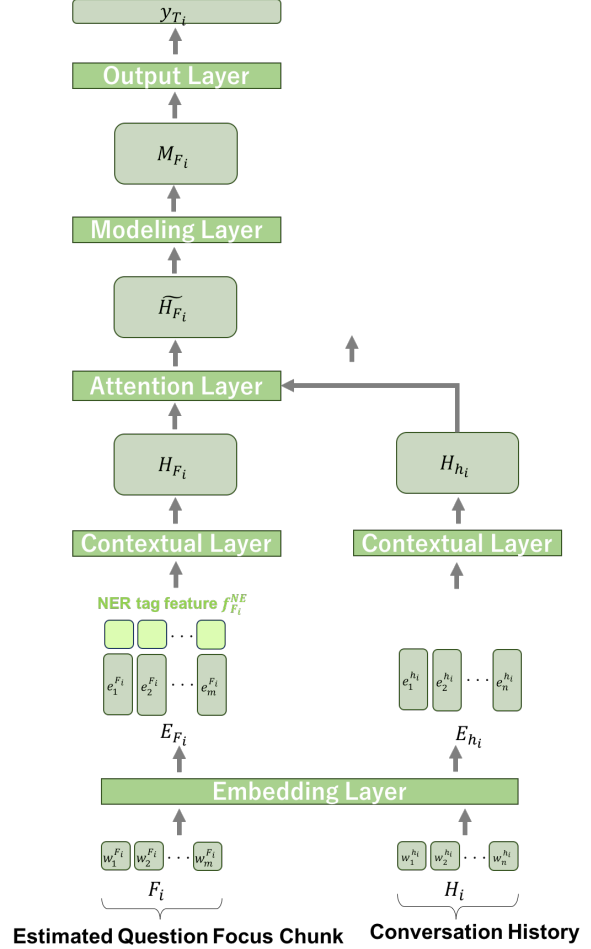 y_{T_i}
Output Layer
M_{F_i}
Modeling Layer
\widetilde{H_{F_i}}
Attention Layer
H_{F_i}
H_{h_i}
Contextual Layer
Contextual Layer
NER tag feature f_{F_i}^{NE}
· · ·
e_1^{F_i} e_2^{F_i} · · · e_m^{F_i}
e_1^{h_i} e_2^{h_i} · · · e_n^{h_i}
E_{F_i}
E_{h_i}
Embedding Layer
w_1^{F_i} w_2^{F_i} · · · w_m^{F_i}
w_1^{h_i} w_2^{h_i} · · · w_n^{h_i}
F_i
H_i
Estimated Question Focus Chunk
Conversation History